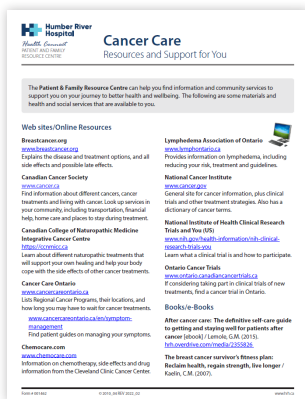 Humber River
Hospital
Health Connect
PATIENT AND FAMILY
RESOURCE CENTRE
Cancer Care
Resources and Support for You
The Patient & Family Resource Centre can help you find information and community services to
support you on your journey to better health and wellbeing. The following are some materials and
health and social services that are available to you.
Web sites/Online Resources
Breastcancer.org
www.breastcancer.org
Explains the disease and treatment options, and all
side effects and possible late effects.
Canadian Cancer Society
www.cancer.ca
Find information about different cancers, cancer
treatments and living with cancer. Look up services in
your community, including transportation, financial
help, home care and places to stay during treatment.
Canadian College of Naturopathic Medicine
Integrative Cancer Centre
https://ccnmicc.ca
Learn about different naturopathic treatments that
will support your own healing and help your body
cope with the side effects of other cancer treatments.
Cancer Care Ontario
www.cancercareontario.ca
Lists Regional Cancer Programs, their locations, and
how long you may have to wait for cancer treatments.
www.cancercareontario.ca/en/symptom-
management
Find patient guides on managing your symptoms.
Chemocare.com
www.chemocare.com
Information on chemotherapy, side effects and drug
information from the Cleveland Clinic Cancer Center.
Lymphedema Association of Ontario
www.lymphontario.ca
Provides information on lymphedema, including
reducing your risk, treatment and guidelines.
National Cancer Institute
www.cancer.gov
General site for cancer information, plus clinical
trials and other treatment strategies. Also has a
dictionary of cancer terms.
National Institute of Health Clinical Research
Trials and You (US)
www.nih.gov/health-information/nih-clinical-
research-trials-you
Learn what a clinical trial is and how to participate.
Ontario Cancer Trials
www.ontario.canadiancancertrials.ca
If considering taking part in clinical trials of new
treatments, find a cancer trial in Ontario.
Books/e-Books
After cancer care: The definitive self-care guide
to getting and staying well for patients after
cancer [ebook] / Lemole, G.M. (2015).
hrh.overdrive.com/media/2355826
The breast cancer survivor's fitness plan:
Reclaim health, regain strength, live longer /
Kaelin, C.M. (2007).
www.hrh.ca